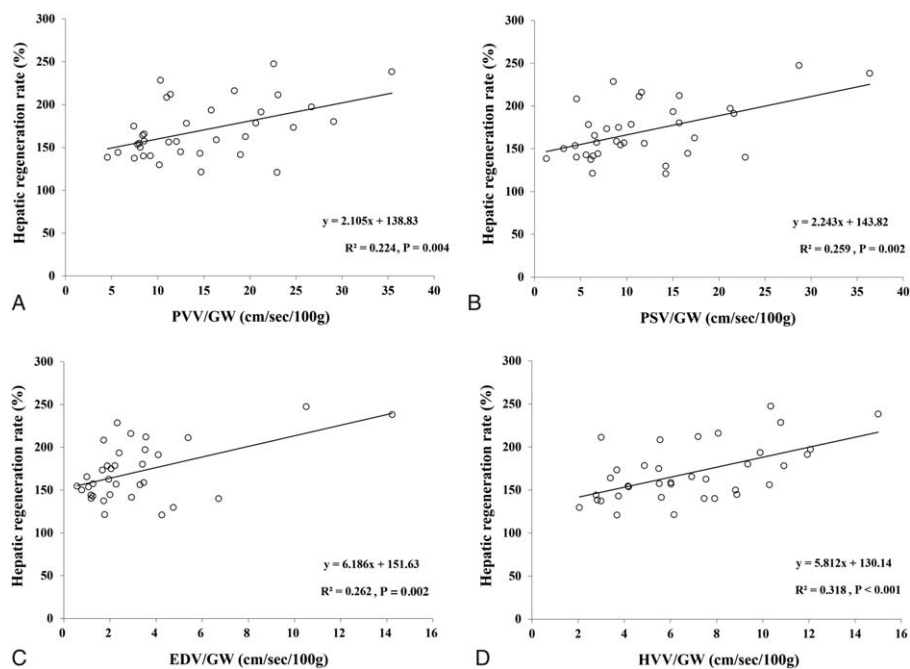 A
Hepatic regeneration rate (%)
300
250
200
150
100
50
0
0 5 10 15 20 25 30 35 40
PVV/GW (cm/sec/100g)
y = 2.105x + 138.83
R² = 0.224 , P = 0.004
B
Hepatic regeneration rate (%)
300
250
200
150
100
50
0
0 5 10 15 20 25 30 35 40
PSV/GW (cm/sec/100g)
y = 2.243x + 143.82
R² = 0.259 , P = 0.002
C
Hepatic regeneration rate (%)
300
250
200
150
100
50
0
0 2 4 6 8 10 12 14 16
EDV/GW (cm/sec/100g)
y = 6.186x + 151.63
R² = 0.262 , P = 0.002
D
Hepatic regeneration rate (%)
300
250
200
150
100
50
0
0 2 4 6 8 10 12 14 16
HVV/GW (cm/sec/100g)
y = 5.812x + 130.14
R² = 0.318 , P < 0.001